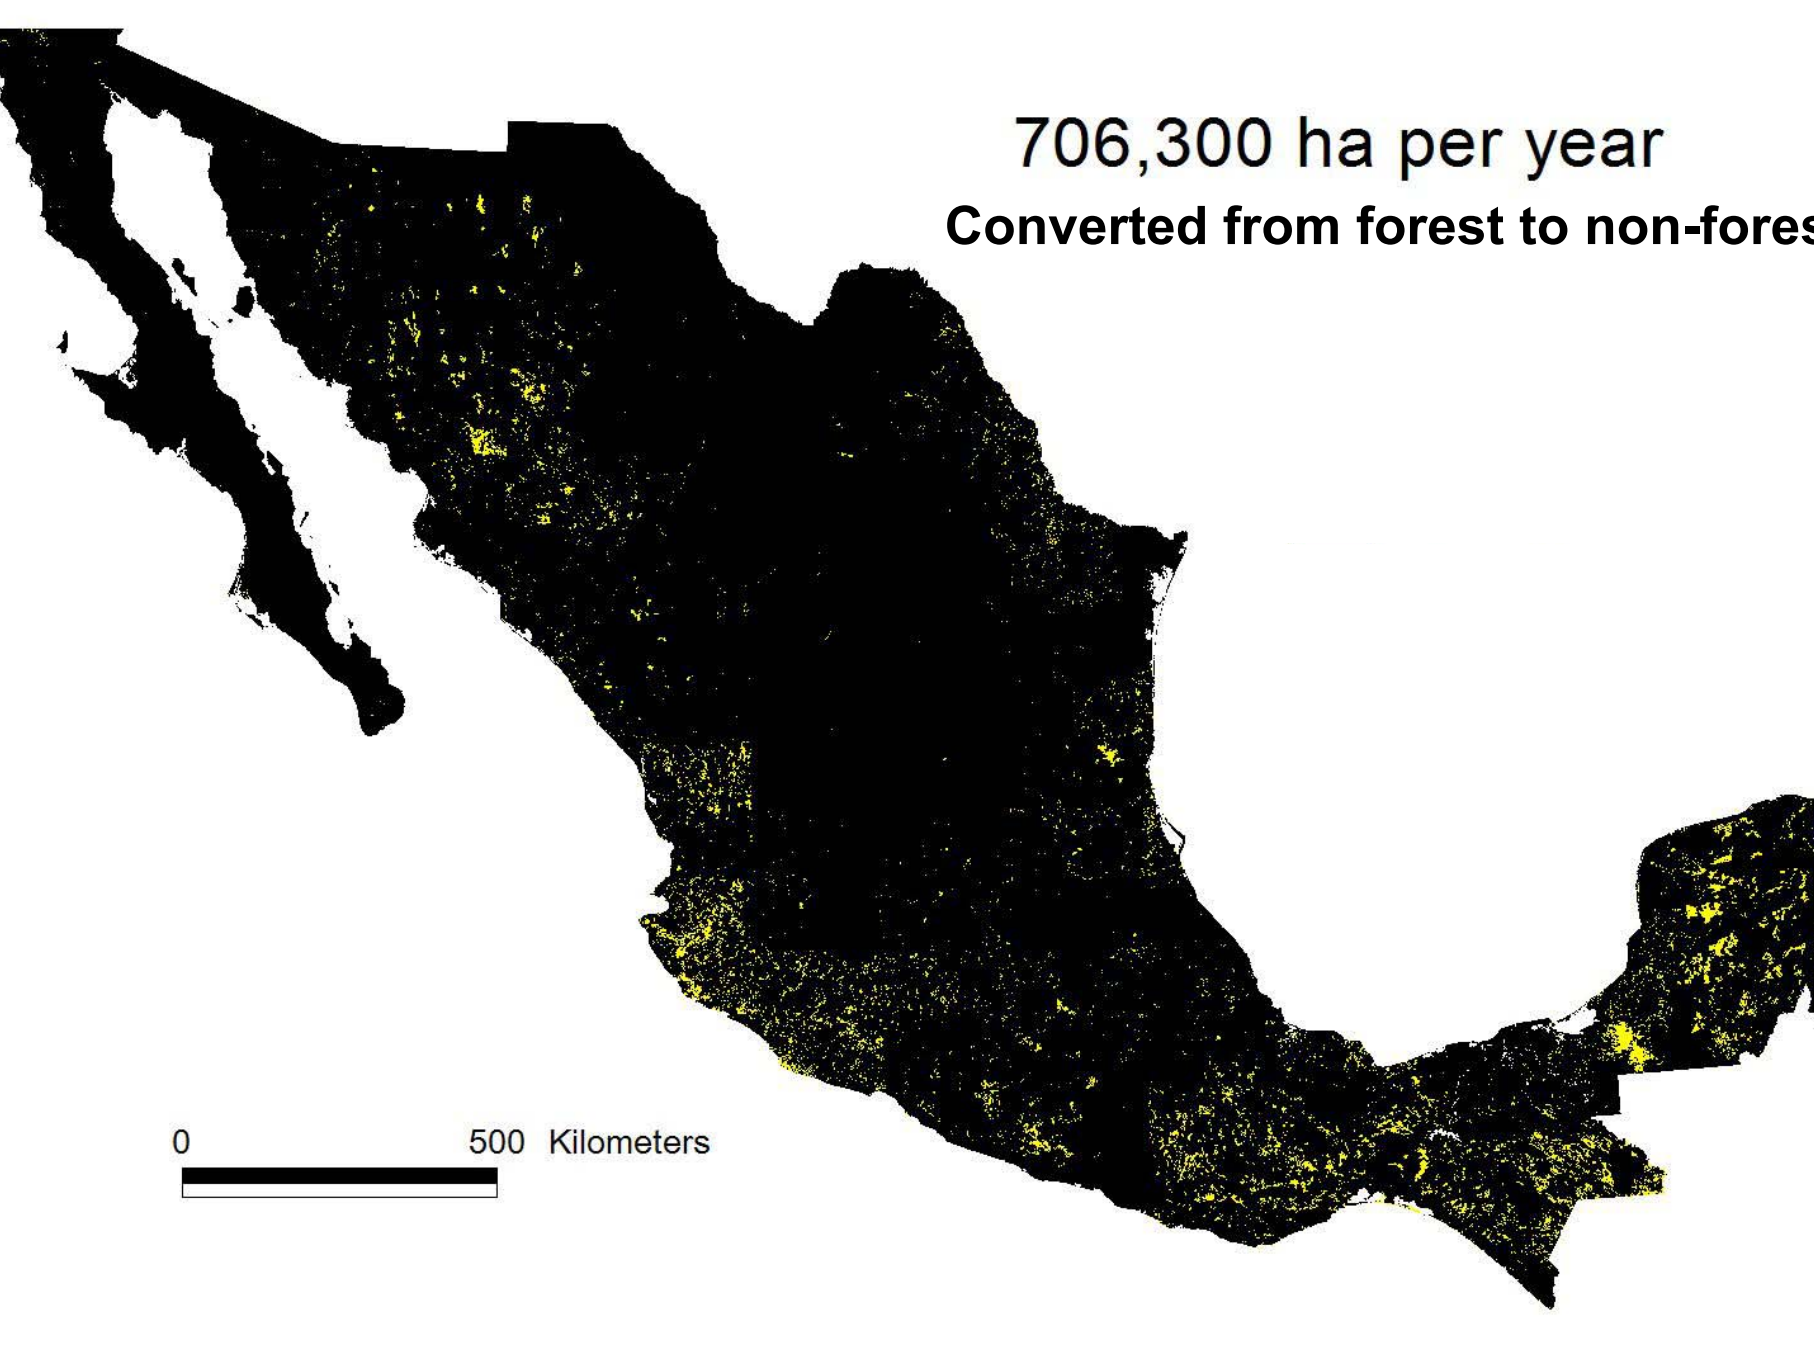 706,300 ha per year
Converted from forest to non-fores
0 500 Kilometers